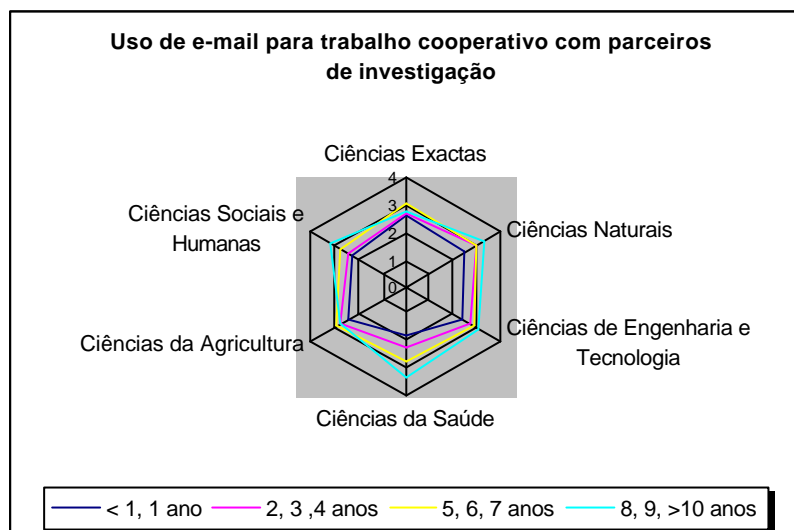 Uso de e-mail para trabalho cooperativo com parceiros
de investigação
Ciências Exactas
4
3
2
1
0
Ciências Sociais e
Humanas
Ciências Naturais
Ciências da Agricultura
Ciências de Engenharia e
Tecnologia
Ciências da Saúde
< 1, 1 ano
2, 3 ,4 anos
5, 6, 7 anos
8, 9, >10 anos